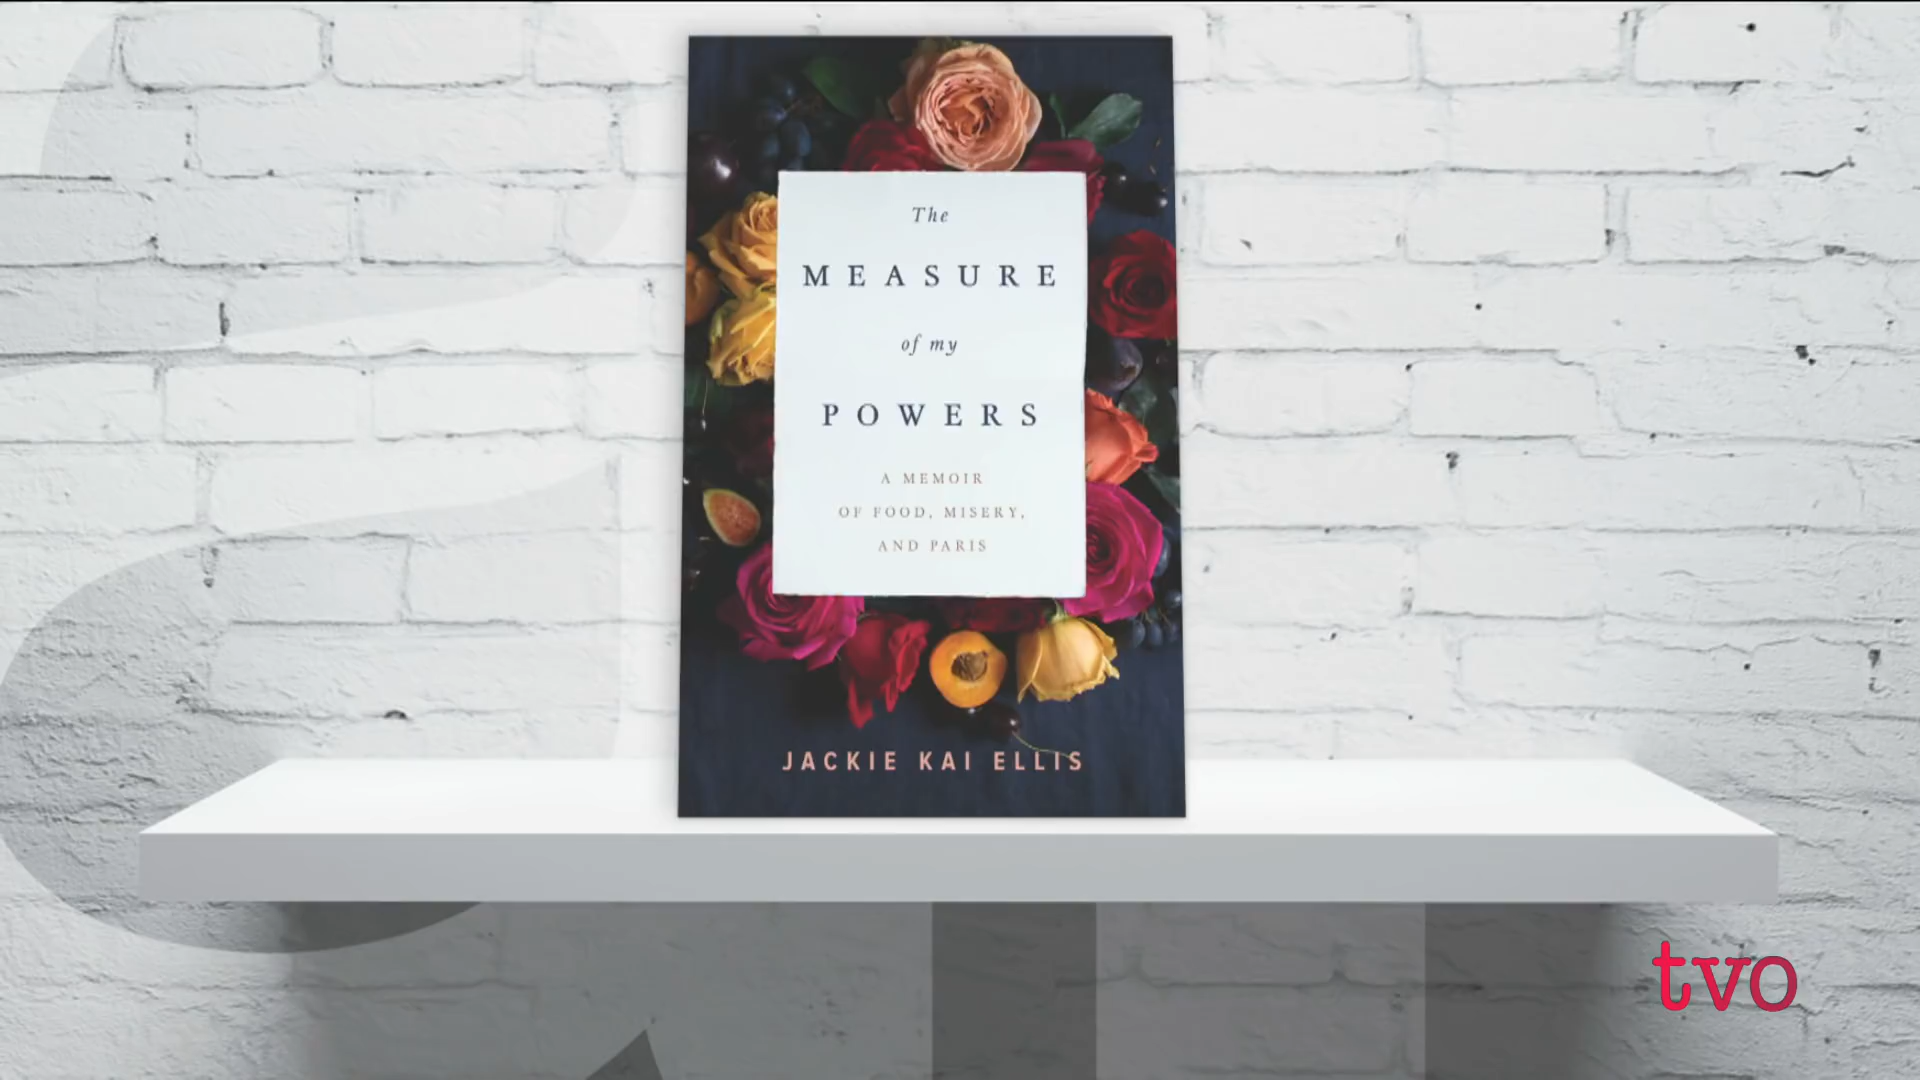 The
MEASURE
of my
POWERS
A MEMOIR
OF FOOD, MISERY,
AND PARIS
JACKIE KAI ELLIS
tvo